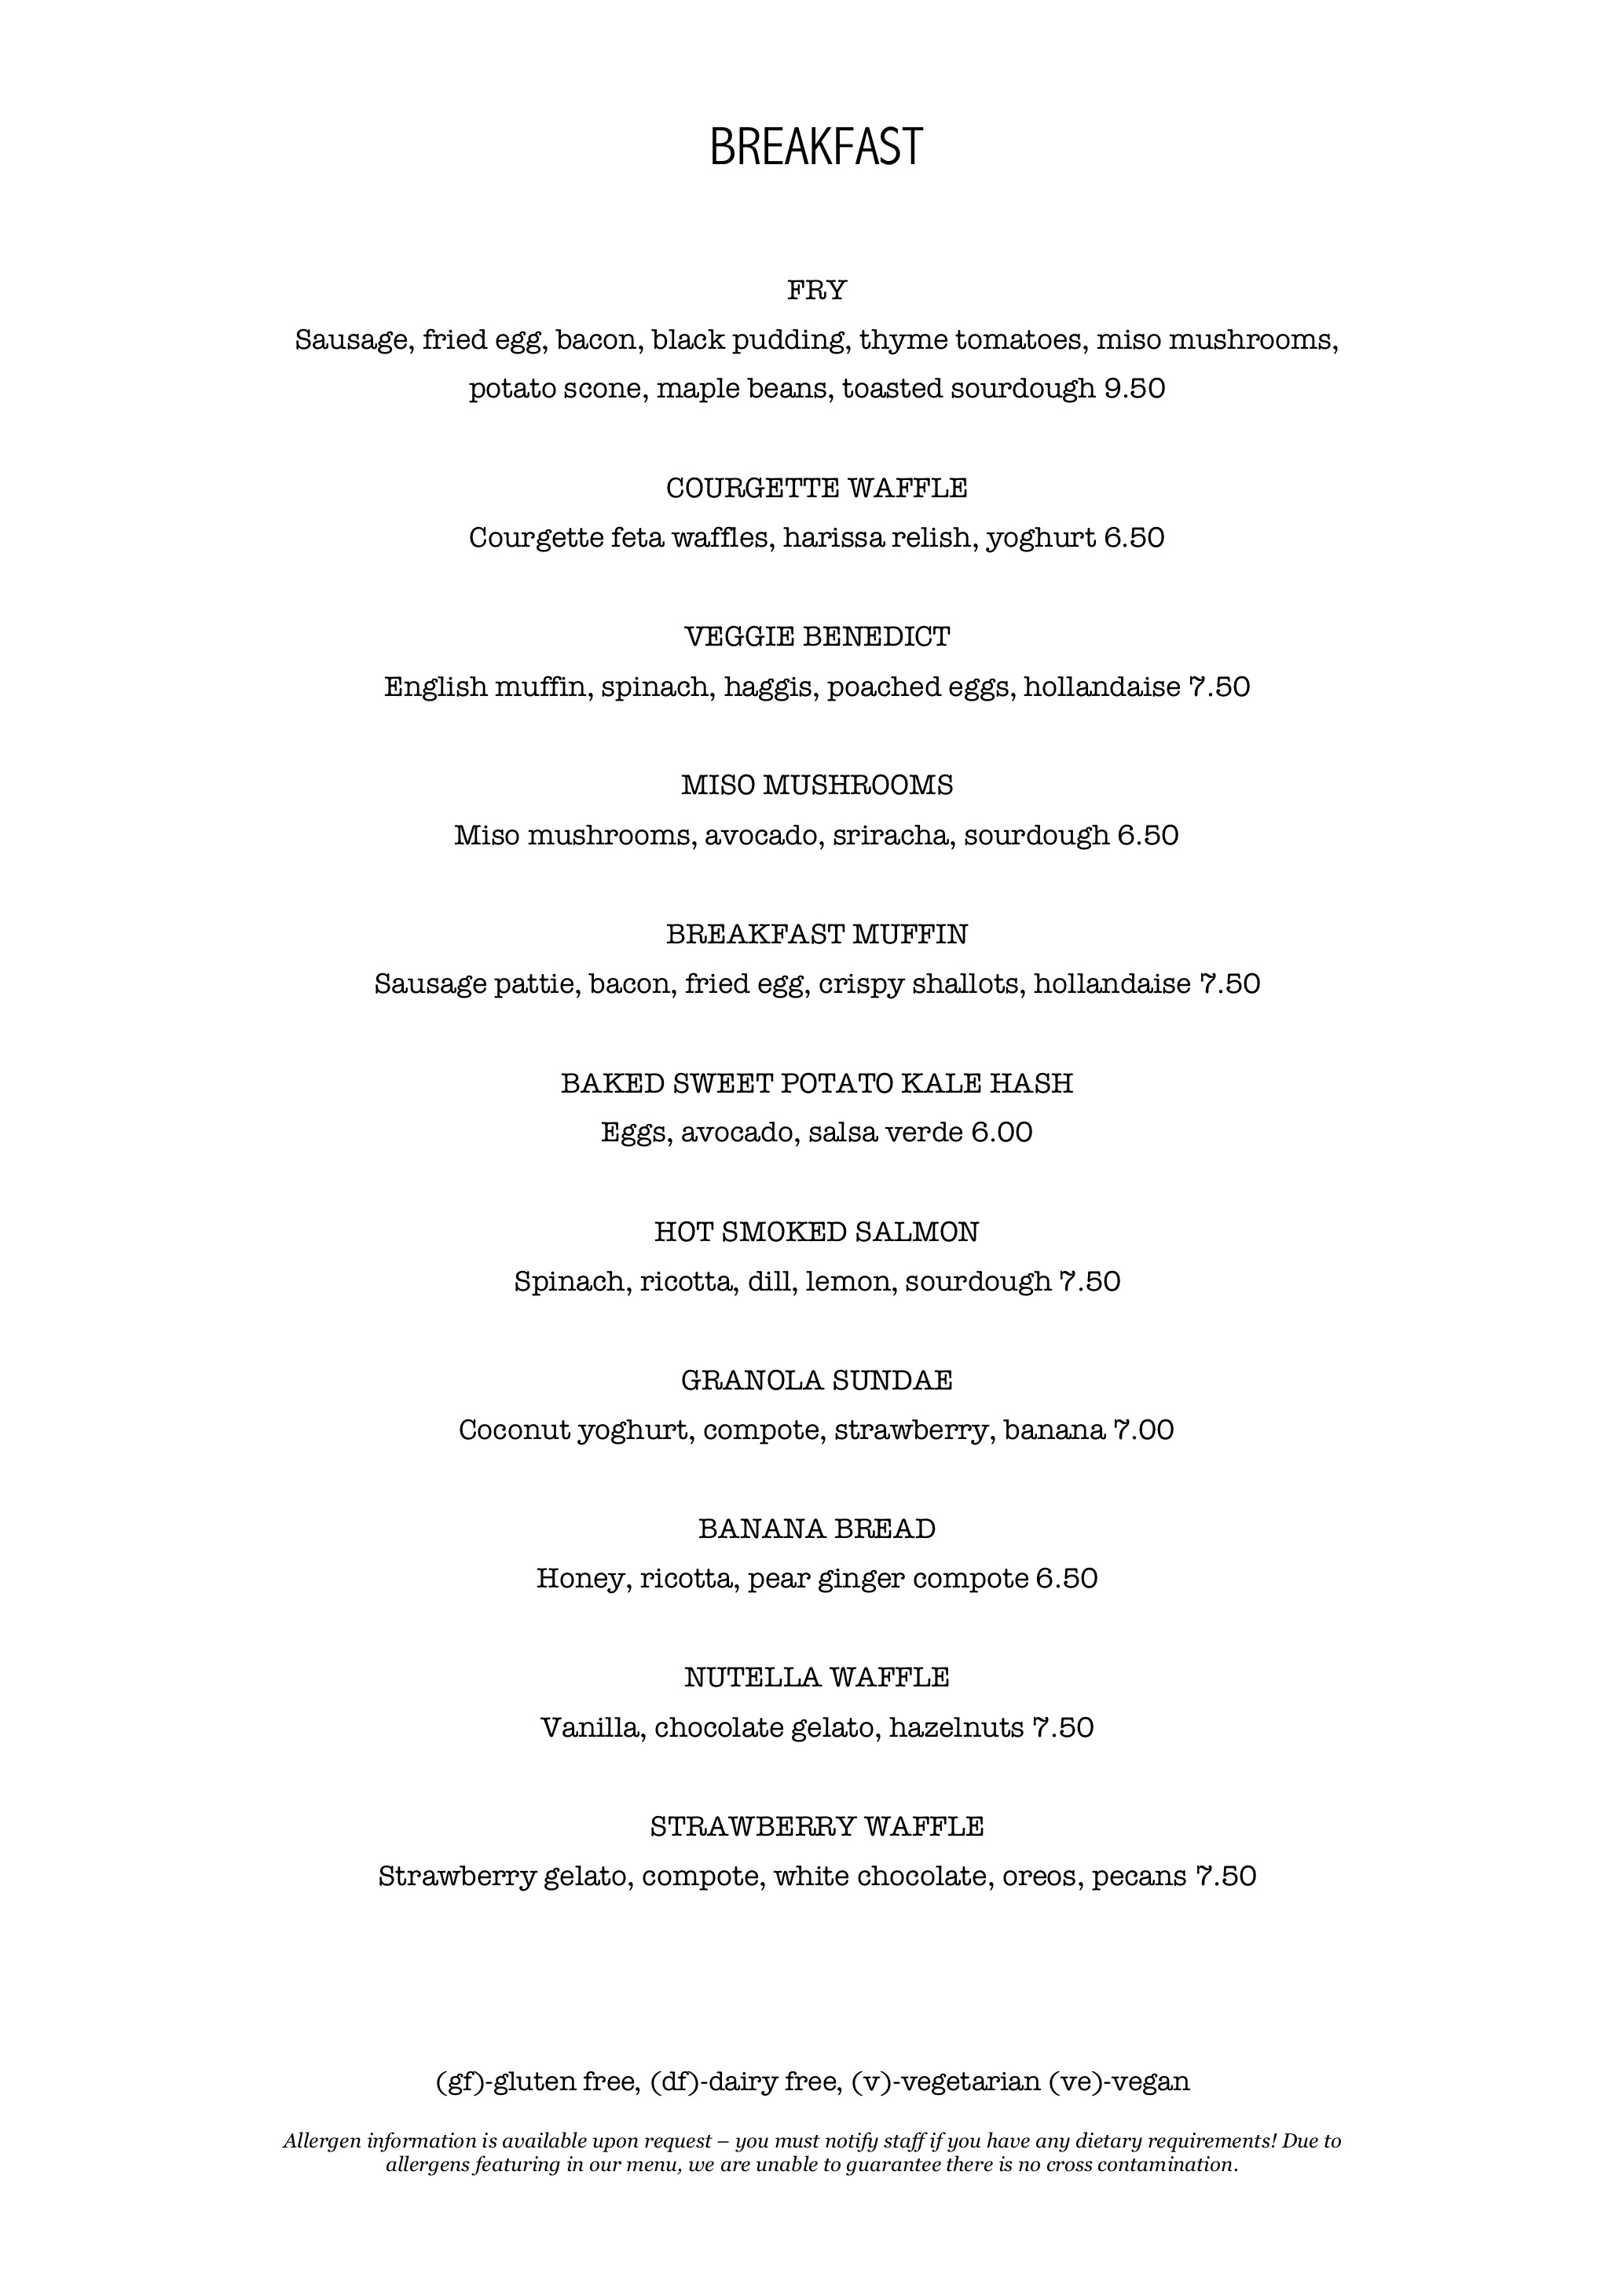 BREAKFAST
FRY
Sausage, fried egg, bacon, black pudding, thyme tomatoes, miso mushrooms,
potato scone, maple beans, toasted sourdough 9.50
COURGETTE WAFFLE
Courgette feta waffles, harissa relish, yoghurt 6.50
VEGGIE BENEDICT
English muffin, spinach, haggis, poached eggs, hollandaise 7.50
MISO MUSHROOMS
Miso mushrooms, avocado, sriracha, sourdough 6.50
BREAKFAST MUFFIN
Sausage pattie, bacon, fried egg, crispy shallots, hollandaise 7.50
BAKED SWEET POTATO KALE HASH
Eggs, avocado, salsa verde 6.00
HOT SMOKED SALMON
Spinach, ricotta, dill, lemon, sourdough 7.50
GRANOLA SUNDAE
Coconut yoghurt, compote, strawberry, banana 7.00
BANANA BREAD
Honey, ricotta, pear ginger compote 6.50
NUTELLA WAFFLE
Vanilla, chocolate gelato, hazelnuts 7.50
STRAWBERRY WAFFLE
Strawberry gelato, compote, white chocolate, oreos, pecans 7.50
(gf)-gluten free, (df)-dairy free, (v)-vegetarian (ve)-vegan
Allergen information is available upon request – you must notify staff if you have any dietary requirements! Due to
allergens featuring in our menu, we are unable to guarantee there is no cross contamination.